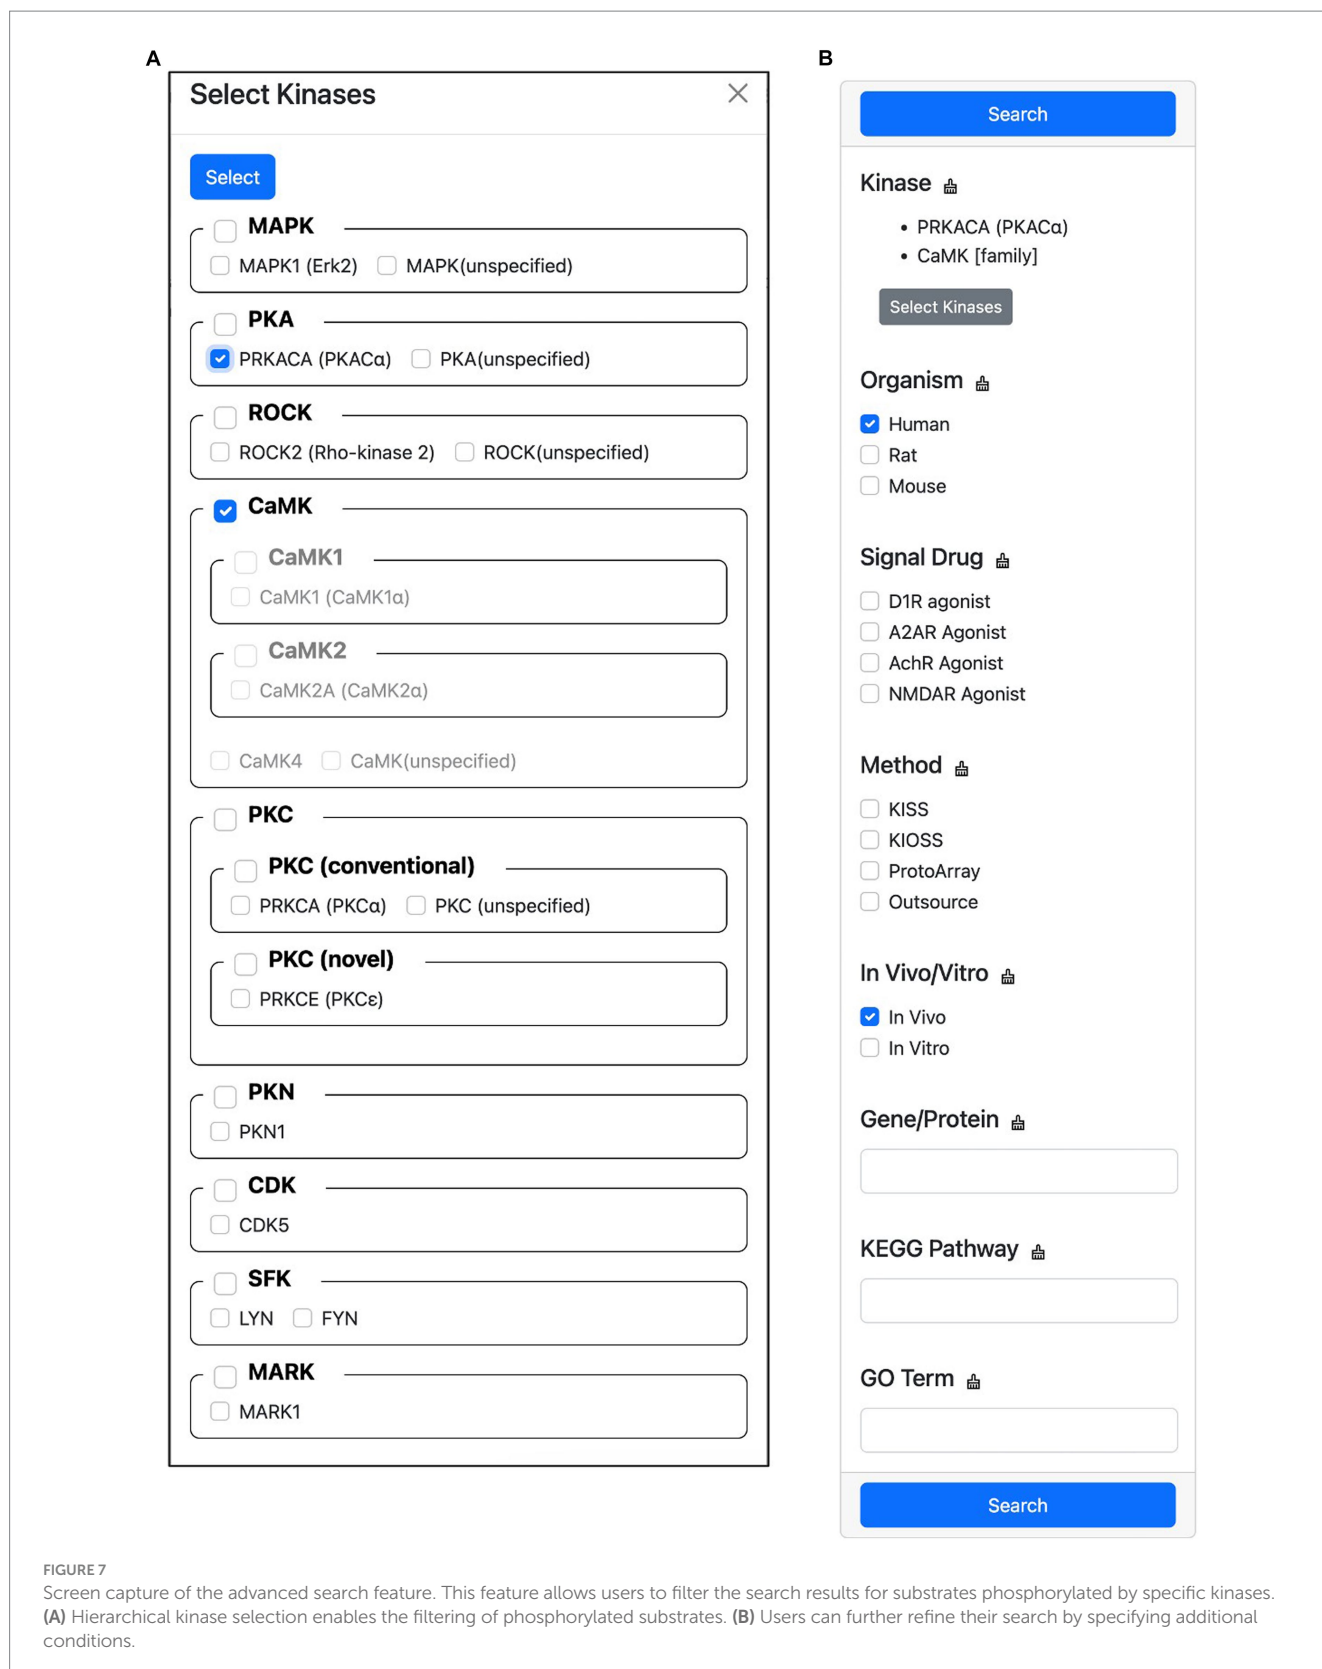 A
Select Kinases
Select
MAPK
MAPK1 (Erk2) MAPK(unspecified)
PKA
PRKACA (PKACα) PKA(unspecified)
ROCK
ROCK2 (Rho-kinase 2) ROCK(unspecified)
CaMK
CaMK1
CaMK1 (CaMK1α)
CaMK2
CaMK2A (CaMK2α)
CaMK4 CaMK(unspecified)
PKC
PKC (conventional)
PRKCA (PKCα) PKC (unspecified)
PKC (novel)
PRKCE (PKCε)
PKN
PKN1
CDK
CDK5
SFK
LYN FYN
MARK
MARK1
B
Search
Kinase
• PRKACA (PKACα)
• CaMK [family]
Select Kinases
Organism
Human
Rat
Mouse
Signal Drug
D1R agonist
A2AR Agonist
AchR Agonist
NMDAR Agonist
Method
KISS
KIOSS
ProtoArray
Outsource
In Vivo/Vitro
In Vivo
In Vitro
Gene/Protein
KEGG Pathway
GO Term
Search
FIGURE 7
Screen capture of the advanced search feature. This feature allows users to filter the search results for substrates phosphorylated by specific kinases.
(A) Hierarchical kinase selection enables the filtering of phosphorylated substrates. (B) Users can further refine their search by specifying additional
conditions.